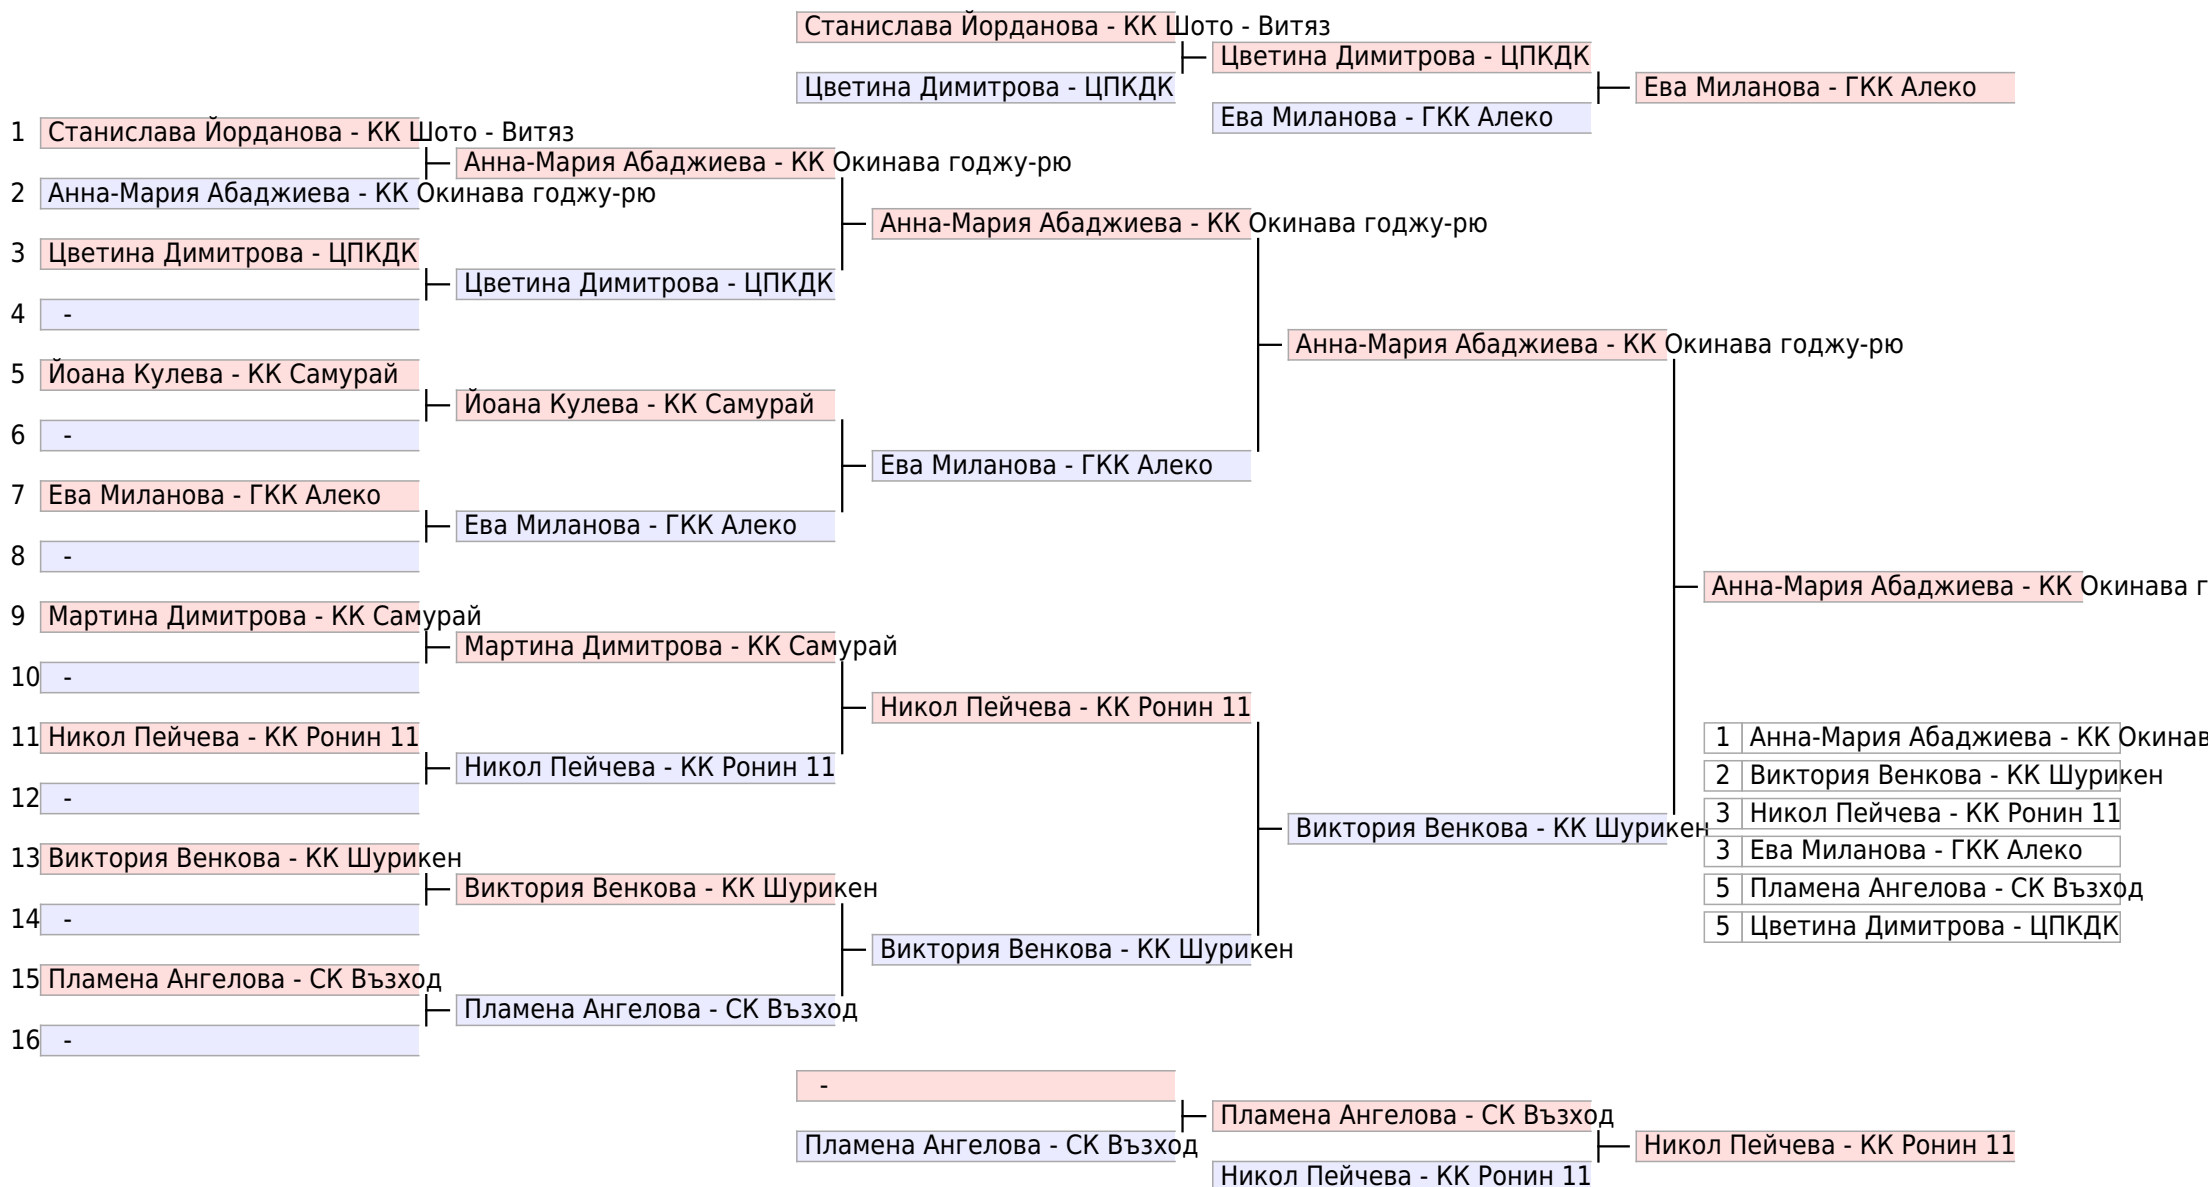 Станислава Йорданова - КК Шото - Витяз
Цветина Димитрова - ЦПКДК
Цветина Димитрова - ЦПКДК
Ева Миланова - ГКК Алеко
Ева Миланова - ГКК Алеко
1 Станислава Йорданова - КК Шото - Витяз
Анна-Мария Абаджиева - КК Окинава годжу-рю
2 Анна-Мария Абаджиева - КК Окинава годжу-рю
Анна-Мария Абаджиева - КК Окинава годжу-рю
3 Цветина Димитрова - ЦПКДК
Цветина Димитрова - ЦПКДК
4 -
Анна-Мария Абаджиева - КК Окинава годжу-рю
5 Йоана Кулева - КК Самурай
Йоана Кулева - КК Самурай
6 -
Ева Миланова - ГКК Алеко
7 Ева Миланова - ГКК Алеко
Ева Миланова - ГКК Алеко
8 -
Анна-Мария Абаджиева - КК Окинава г
9 Мартина Димитрова - КК Самурай
Мартина Димитрова - КК Самурай
10 -
Никол Пейчева - КК Ронин 11
11 Никол Пейчева - КК Ронин 11
Никол Пейчева - КК Ронин 11
12 -
Виктория Венкова - КК Шурикен
13 Виктория Венкова - КК Шурикен
Виктория Венкова - КК Шурикен
14 -
Виктория Венкова - КК Шурикен
15 Пламена Ангелова - СК Възход
Пламена Ангелова - СК Възход
16 -
1 Анна-Мария Абаджиева - КК Окинав
2 Виктория Венкова - КК Шурикен
3 Никол Пейчева - КК Ронин 11
3 Ева Миланова - ГКК Алеко
5 Пламена Ангелова - СК Възход
5 Цветина Димитрова - ЦПКДК
-
Пламена Ангелова - СК Възход
Пламена Ангелова - СК Възход
Никол Пейчева - КК Ронин 11
Никол Пейчева - КК Ронин 11